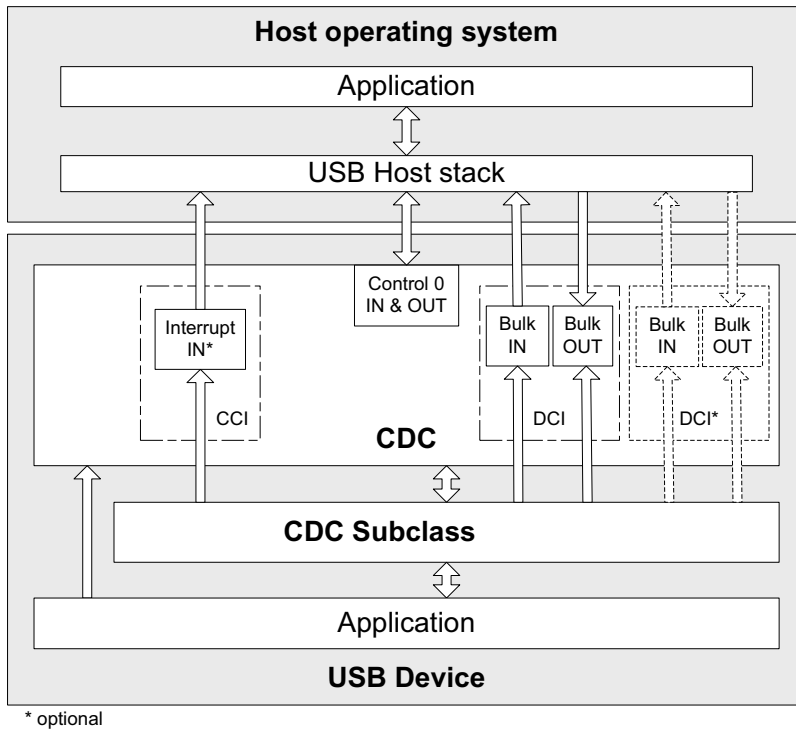 Host operating system
Application
USB Host stack
Control 0
IN & OUT
Interrupt
IN*
Bulk
IN
Bulk
OUT
Bulk
IN
Bulk
OUT
CCI
DCI
DCI*
CDC
CDC Subclass
Application
USB Device
* optional